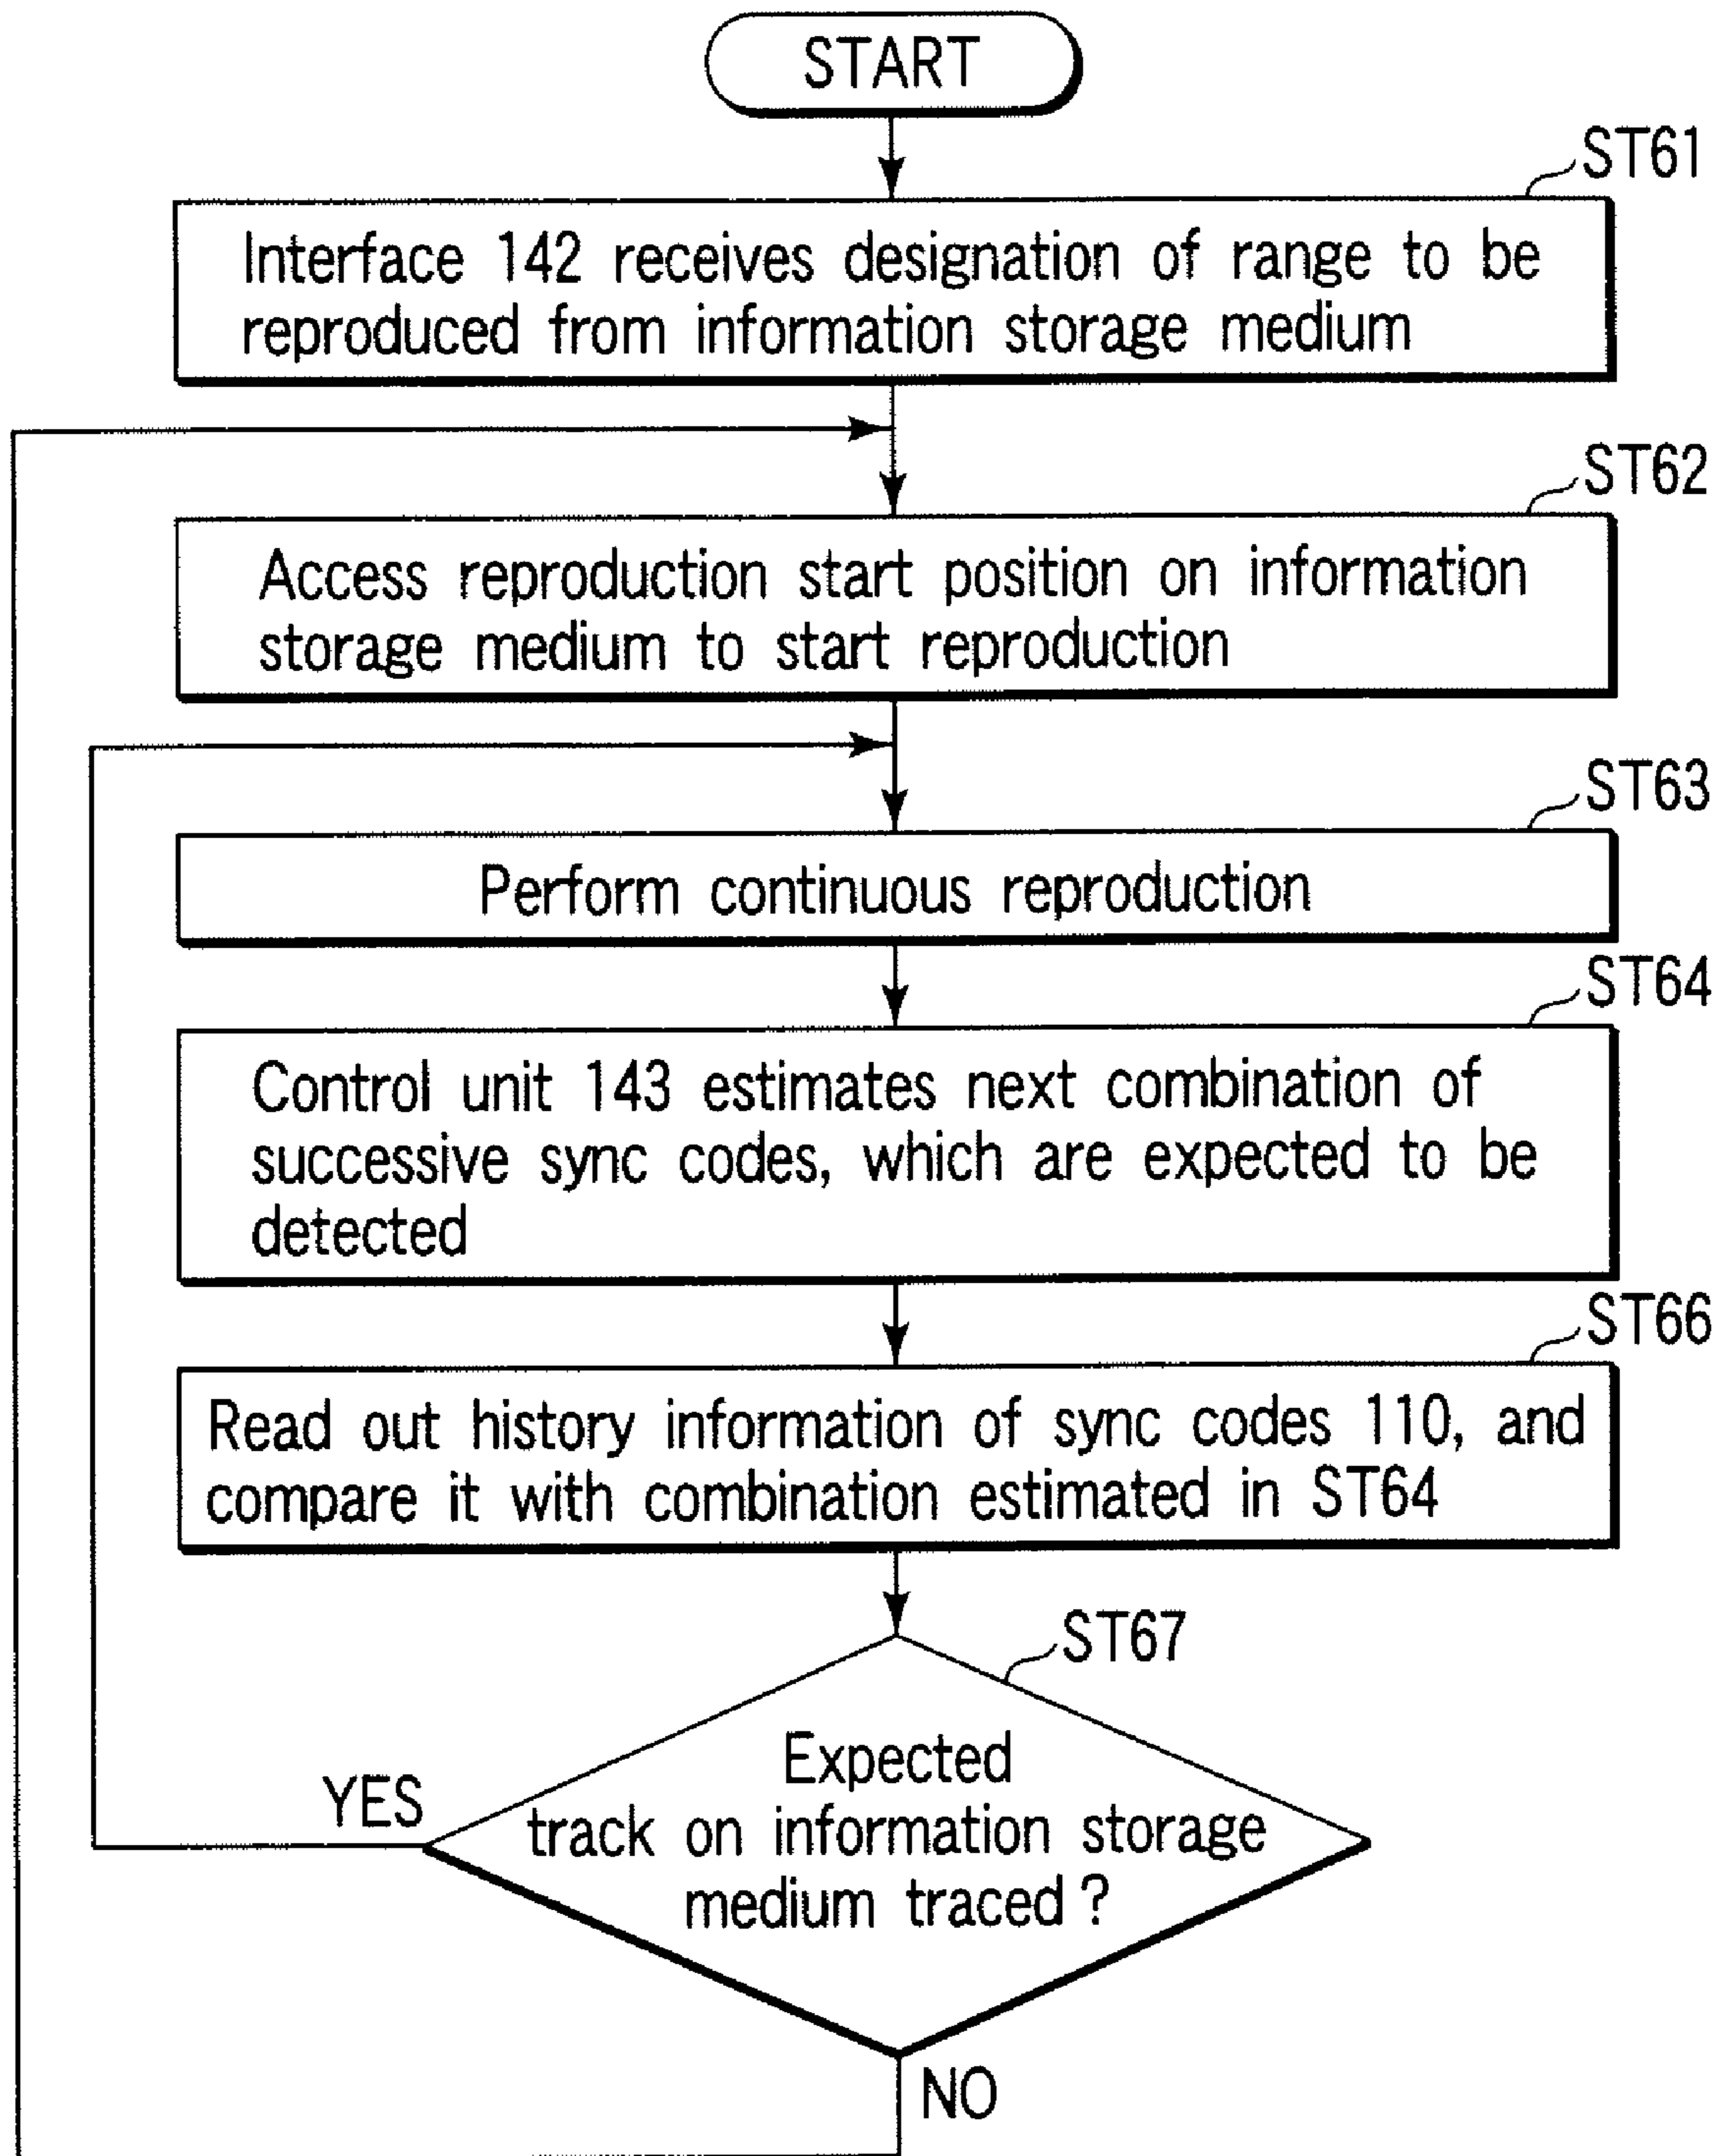 START
ST61
Interface 142 receives designation of range to be
reproduced from information storage medium
ST62
Access reproduction start position on information
storage medium to start reproduction
ST63
Perform continuous reproduction
ST64
Control unit 143 estimates next combination of
successive sync codes, which are expected to be
detected
ST66
Read out history information of sync codes 110, and
compare it with combination estimated in ST64
ST67
Expected
track on information storage
medium traced ?
YES
NO